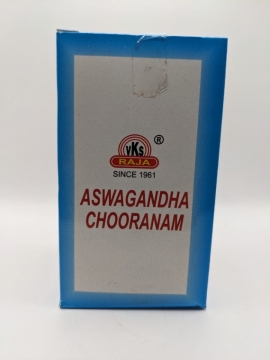 VKS
RAJA
®
SINCE 1961
ASWAGANDHA
CHOORANAM